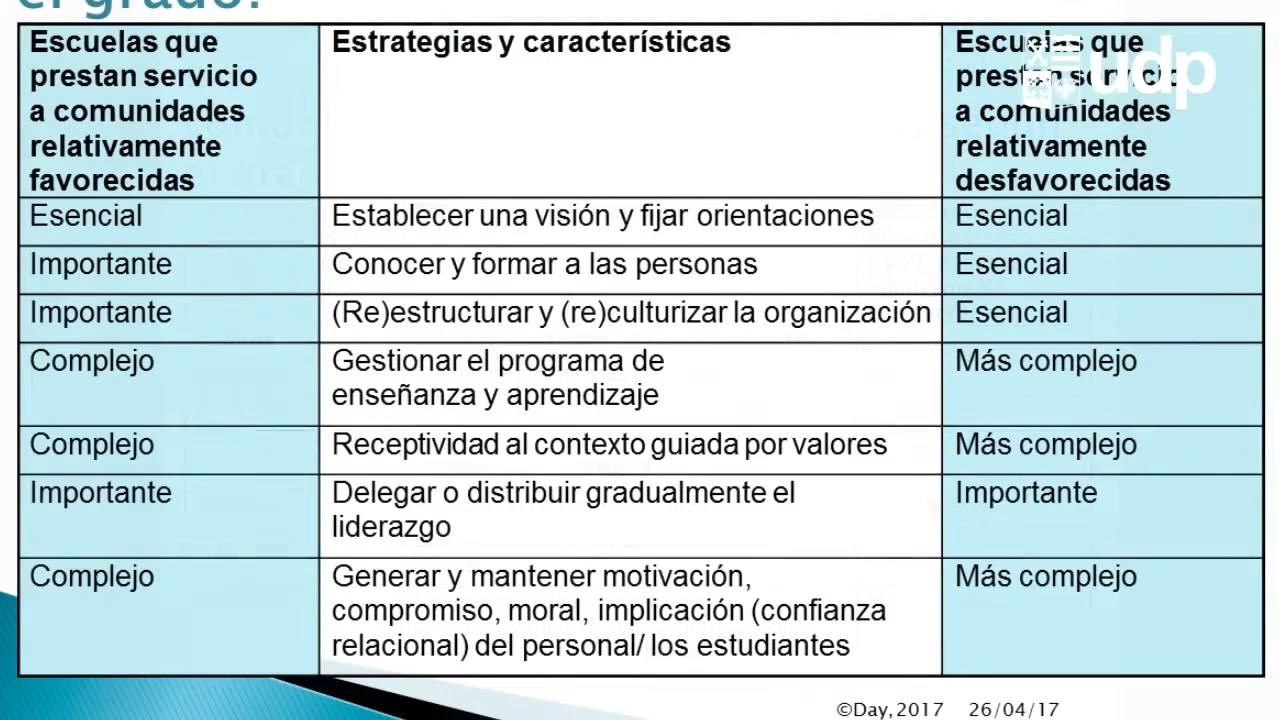 el grado:
Escuelas que
prestan servicio
a comunidades
relativamente
favorecidas
Estrategias y características
Escuelas que
prestan servicio
a comunidades
relativamente
desfavorecidas
udp
Esencial
Establecer una visión y fijar orientaciones
Esencial
Importante
Conocer y formar a las personas
Esencial
Importante
(Re)estructurar y (re)culturizar la organización
Esencial
Complejo
Gestionar el programa de
enseñanza y aprendizaje
Más complejo
Complejo
Receptividad al contexto guiada por valores
Más complejo
Importante
Delegar o distribuir gradualmente el
liderazgo
Importante
Complejo
Generar y mantener motivación,
compromiso, moral, implicación (confianza
relacional) del personal/ los estudiantes
Más complejo
©Day,2017 26/04/17